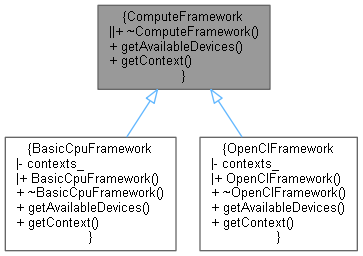 {ComputeFramework
||+ ~ComputeFramework()
+ getAvailableDevices()
+ getContext()
}
{BasicCpuFramework
|- contexts_
|+ BasicCpuFramework()
+ ~BasicCpuFramework()
+ getAvailableDevices()
+ getContext()
}
{OpenClFramework
|- contexts_
|+ OpenClFramework()
+ ~OpenClFramework()
+ getAvailableDevices()
+ getContext()
}